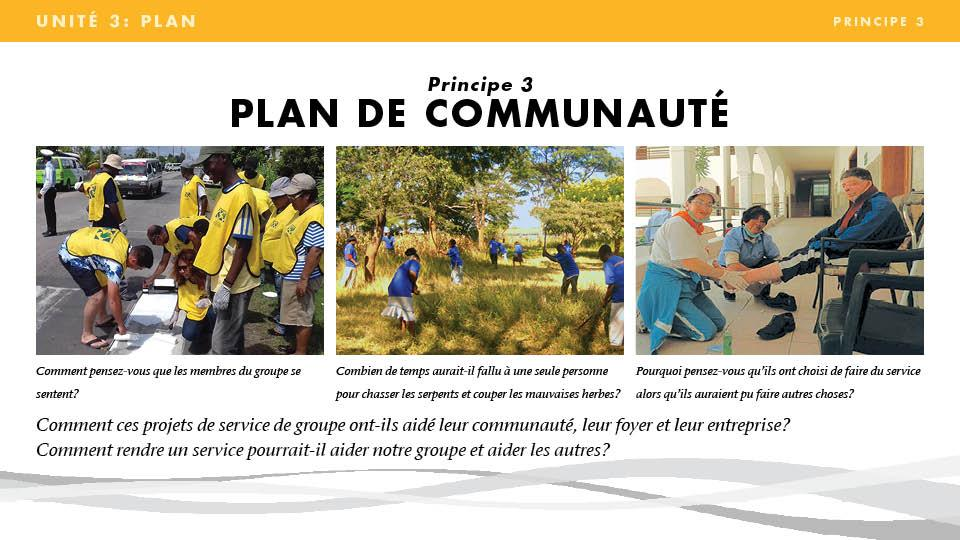 UNITÉ 3: PLAN
PRINCIPE 3
Principe 3
PLAN DE COMMUNAUTÉ
Comment pensez-vous que les membres du groupe se
sentent?
Combien de temps aurait-il fallu à une seule personne
pour chasser les serpents et couper les mauvaises herbes?
Pourquoi pensez-vous qu'ils ont choisi de faire du service
alors qu'ils auraient pu faire autres choses?
Comment ces projets de service de groupe ont-ils aidé leur communauté, leur foyer et leur entreprise?
Comment rendre un service pourrait-il aider notre groupe et aider les autres?